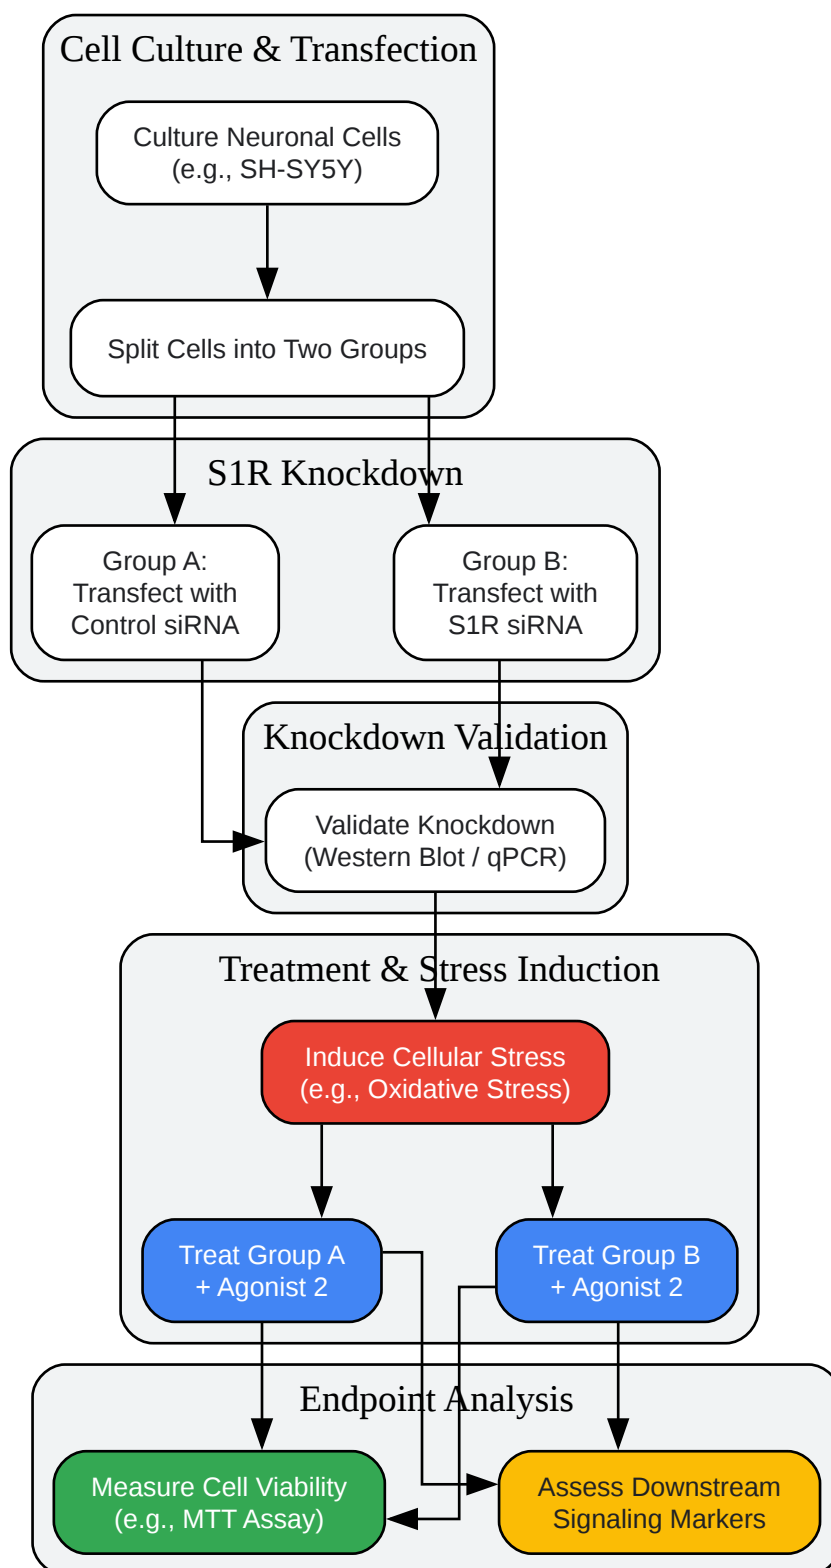 Cell Culture & Transfection
Culture Neuronal Cells
(e.g., SH-SY5Y)
Split Cells into Two Groups
S1R Knockdown
Group A:
Transfect with
Control siRNA
Group B:
Transfect with
S1R siRNA
Knockdown Validation
Validate Knockdown
(Western Blot / qPCR)
Treatment & Stress Induction
Induce Cellular Stress
(e.g., Oxidative Stress)
Treat Group A
+ Agonist 2
Treat Group B
+ Agonist 2
Endpoint Analysis
Measure Cell Viability
(e.g., MTT Assay)
Assess Downstream
Signaling Markers